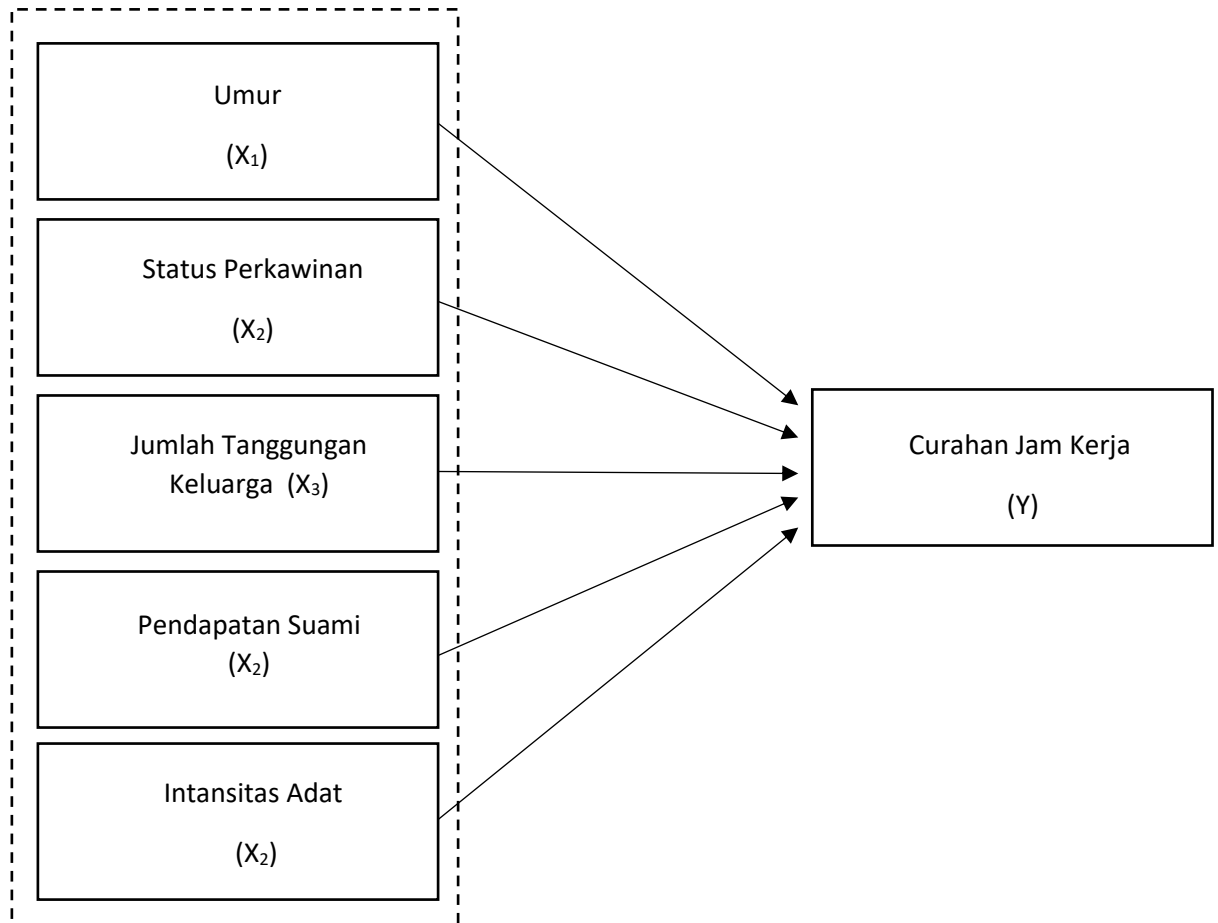 Umur
(X₁)
Status Perkawinan
(X₂)
Jumlah Tanggungan
Keluarga (X₃)
Pendapatan Suami
(X₂)
Intansitas Adat
(X₂)
Curahan Jam Kerja
(Y)